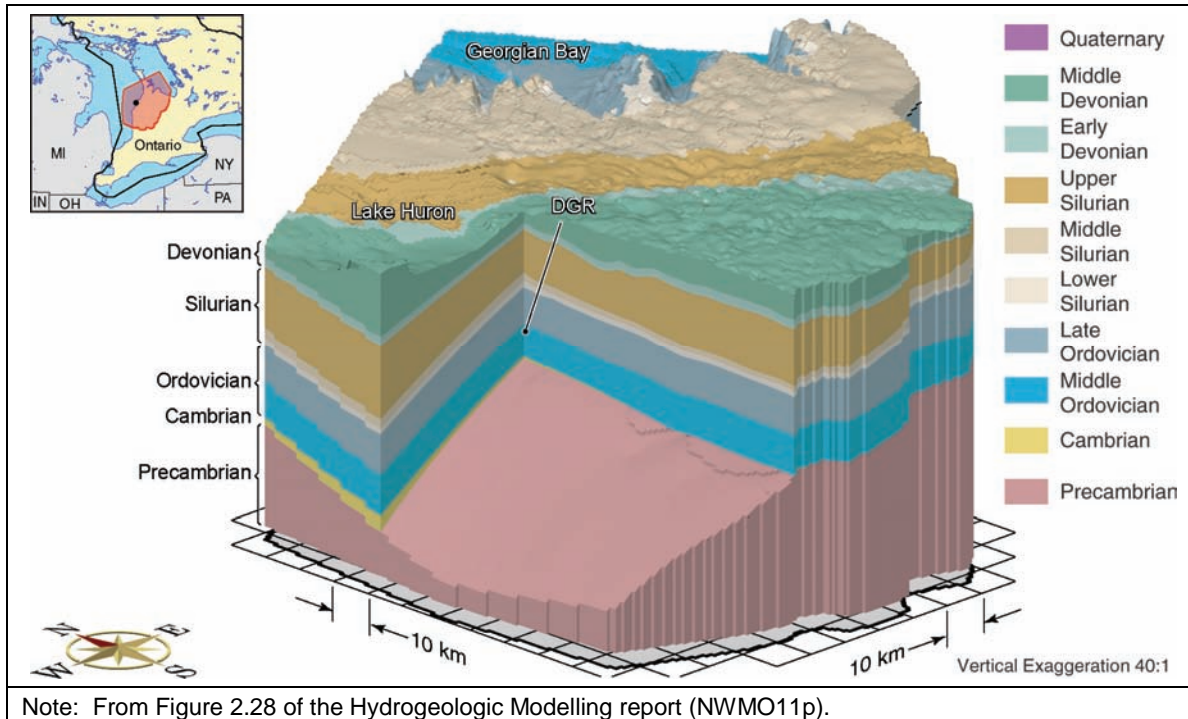 MI
Ontario
NY
IN
OH
PA
Georgian Bay
Lake Huron
DGR
Devonian
Silurian
Ordovician
Cambrian
Precambrian
Quaternary
Middle
Devonian
Early
Devonian
Upper
Silurian
Middle
Silurian
Lower
Silurian
Late
Ordovician
Middle
Ordovician
Cambrian
Precambrian
N
E
W
S
10 km
10 km
Vertical Exaggeration 40:1
Note: From Figure 2.28 of the Hydrogeologic Modelling report (NWMO11p).